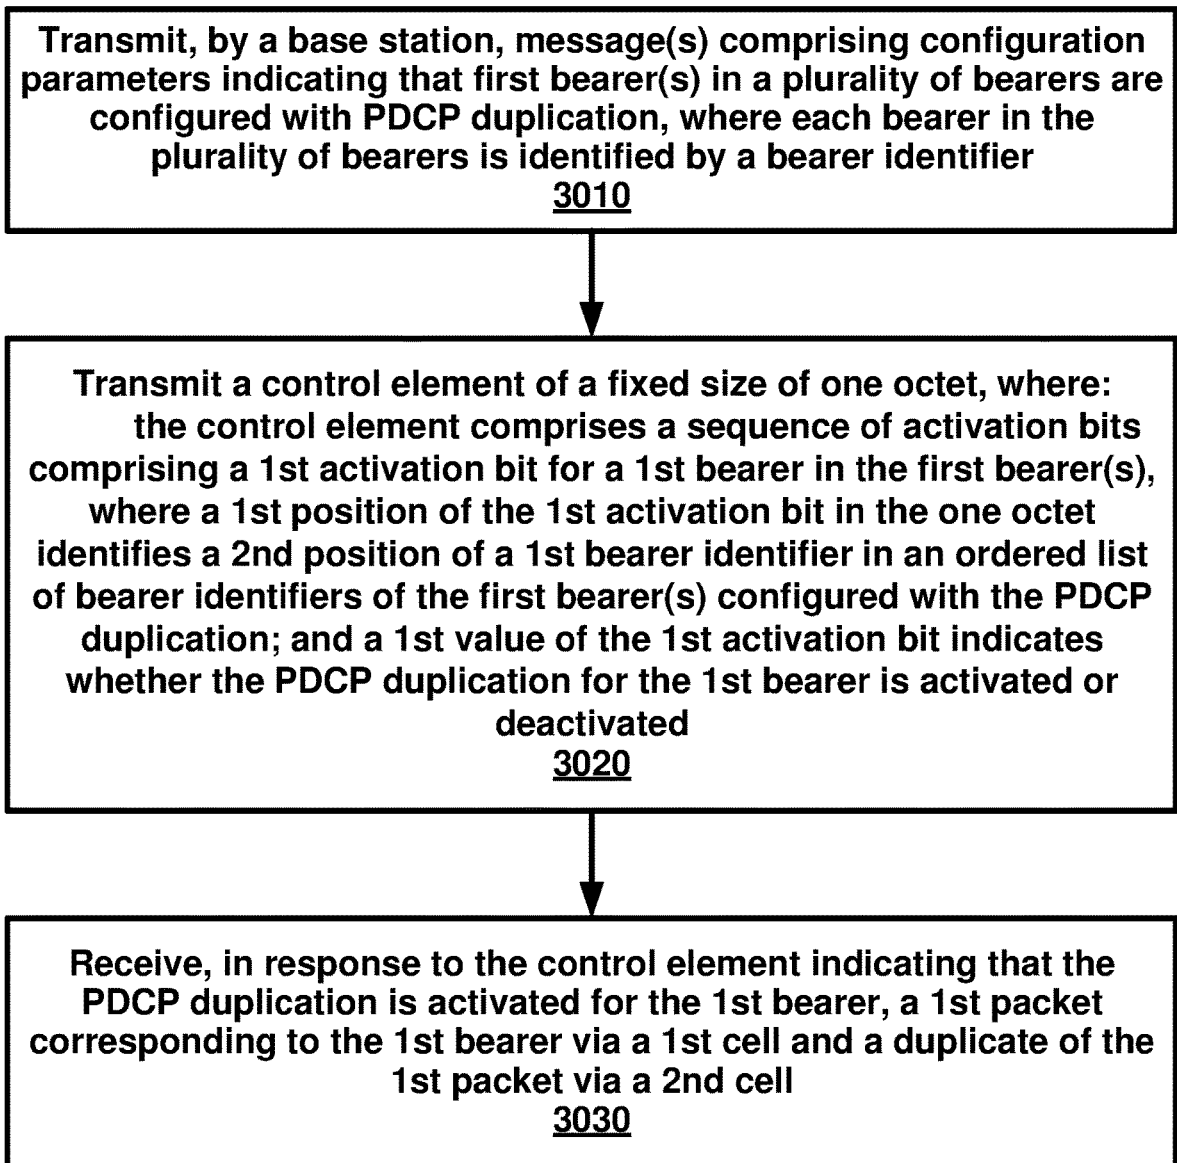 Transmit, by a base station, message(s) comprising configuration
parameters indicating that first bearer(s) in a plurality of bearers are
configured with PDCP duplication, where each bearer in the
plurality of bearers is identified by a bearer identifier
3010
Transmit a control element of a fixed size of one octet, where:
the control element comprises a sequence of activation bits
comprising a 1st activation bit for a 1st bearer in the first bearer(s),
where a 1st position of the 1st activation bit in the one octet
identifies a 2nd position of a 1st bearer identifier in an ordered list
of bearer identifiers of the first bearer(s) configured with the PDCP
duplication; and a 1st value of the 1st activation bit indicates
whether the PDCP duplication for the 1st bearer is activated or
deactivated
3020
Receive, in response to the control element indicating that the
PDCP duplication is activated for the 1st bearer, a 1st packet
corresponding to the 1st bearer via a 1st cell and a duplicate of the
1st packet via a 2nd cell
3030